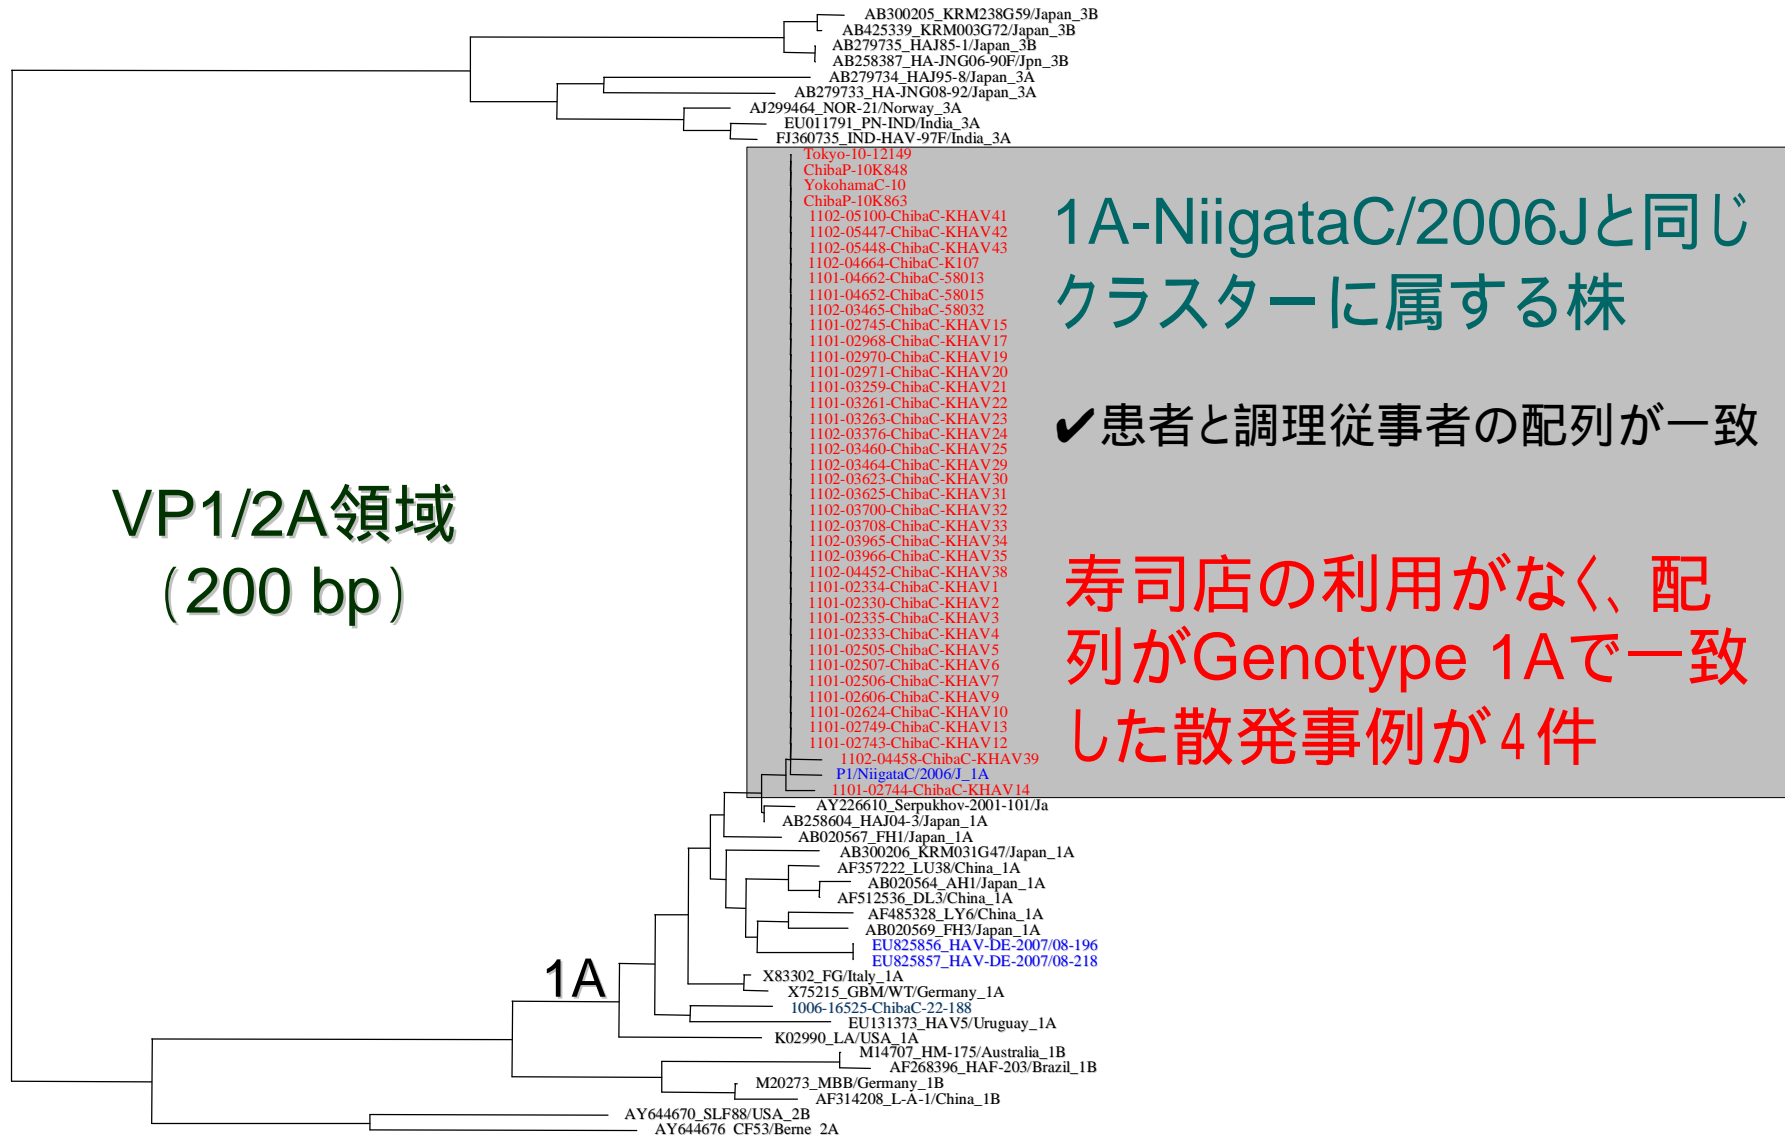 AB300205_KRM238G59/Japan_3B
AB425339_KRM003G72/Japan_3B
AB279735_HAJ85-1/Japan_3B
AB258387_HA-JNG06-90F/Jpn_3B
AB279734_HAJ95-8/Japan_3A
AB279733_HA-JNG08-92/Japan_3A
AJ299464_NOR-21/Norway_3A
EU011791_PN-IND/India_3A
FJ360735_IND-HAV-97F/India_3A
Tokyo-10-12149
ChibaP-10K848
YokohamaC-10
ChibaP-10K863
1102-05100-ChibaC-KHAV41
1102-05447-ChibaC-KHAV42
1102-05448-ChibaC-KHAV43
1102-04664-ChibaC-K107
1101-04662-ChibaC-58013
1101-04652-ChibaC-58015
1102-03465-ChibaC-58032
1101-02745-ChibaC-KHAV15
1101-02968-ChibaC-KHAV17
1101-02970-ChibaC-KHAV19
1101-02971-ChibaC-KHAV20
1101-03259-ChibaC-KHAV21
1101-03261-ChibaC-KHAV22
1101-03263-ChibaC-KHAV23
1102-03376-ChibaC-KHAV24
1102-03460-ChibaC-KHAV25
1102-03464-ChibaC-KHAV29
1102-03623-ChibaC-KHAV30
1102-03625-ChibaC-KHAV31
1102-03700-ChibaC-KHAV32
1102-03708-ChibaC-KHAV33
1102-03965-ChibaC-KHAV34
1102-03966-ChibaC-KHAV35
1102-04452-ChibaC-KHAV38
1101-02334-ChibaC-KHAV1
1101-02330-ChibaC-KHAV2
1101-02335-ChibaC-KHAV3
1101-02333-ChibaC-KHAV4
1101-02505-ChibaC-KHAV5
1101-02507-ChibaC-KHAV6
1101-02506-ChibaC-KHAV7
1101-02606-ChibaC-KHAV9
1101-02624-ChibaC-KHAV10
1101-02749-ChibaC-KHAV13
1101-02743-ChibaC-KHAV12
1102-04458-ChibaC-KHAV39
P1/NiigataC/2006/J_1A
1101-02744-ChibaC-KHAV14
AY226610_Serpukhov-2001-101/Ja
AB258604_HAJ04-3/Japan_1A
AB020567_FH1/Japan_1A
AB300206_KRM031G47/Japan_1A
AF357222_LU38/China_1A
AB020564_AH1/Japan_1A
AF512536_DL3/China_1A
AF485328_LY6/China_1A
AB020569_FH3/Japan_1A
EU825856_HAV-DE-2007/08-196
EU825857_HAV-DE-2007/08-218
X83302_FG/Italy_1A
X75215_GBM/WT/Germany_1A
1006-16525-ChibaC-22-188
EU131373_HAV5/Uruguay_1A
K02990_LA/USA_1A
M14707_HM-175/Australia_1B
AF268396_HAF-203/Brazil_1B
M20273_MBB/Germany_1B
AF314208_L-A-1/China_1B
AY644670_SLF88/USA_2B
AY644676_CF53/Berne_2A
1A
VP1/2A領域
(200 bp)
1A-NiigataC/2006Jと同じ
クラスターに属する株
✔患者と調理従事者の配列が一致
寿司店の利用がなく、配
列がGenotype 1Aで一致
した散発事例が4件